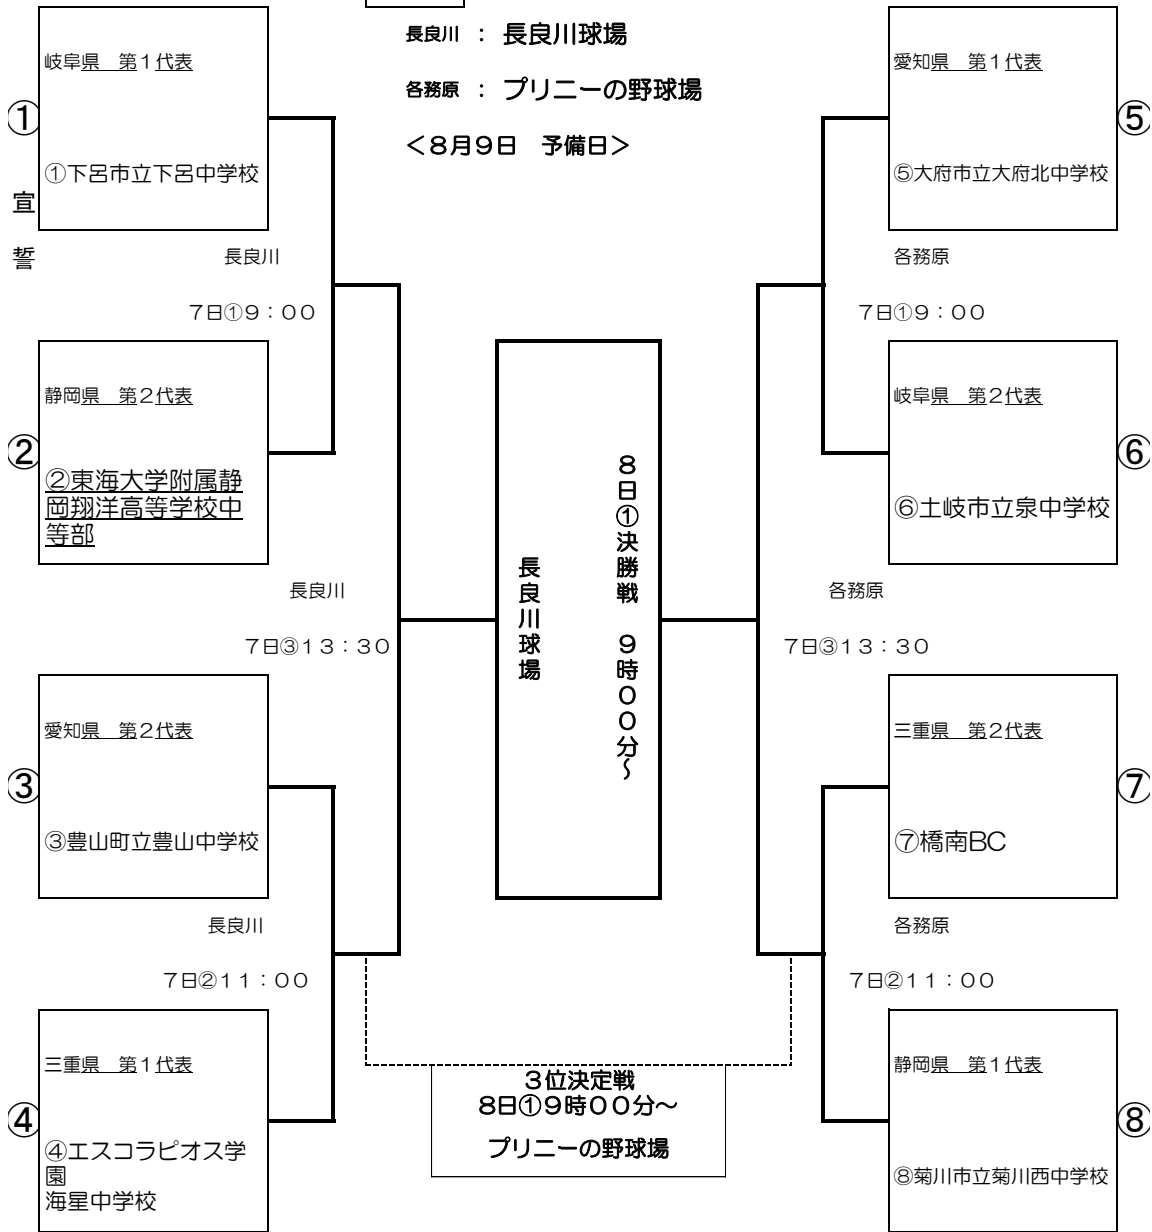 長良川 ： 長良川球場
各務原 ： プリニーの野球場
＜８月９日　予備日＞
①
宣
誓
岐阜県　第１代表
①下呂市立下呂中学校
長良川
７日①９：００
②
静岡県　第２代表
②東海大学附属静
岡翔洋高等学校中
等部
長良川
７日③１３：３０
③
愛知県　第２代表
③豊山町立豊山中学校
長良川
７日②１１：００
④
三重県　第１代表
④エスコラピオス学
園
海星中学校
８日①決勝戦　９時００分～
長良川球場
３位決定戦
８日①９時００分～
プリニーの野球場
愛知県　第１代表
⑤大府市立大府北中学校
⑤
各務原
７日①９：００
岐阜県　第２代表
⑥土岐市立泉中学校
⑥
各務原
７日③１３：３０
三重県　第２代表
⑦橋南BC
⑦
各務原
７日②１１：００
静岡県　第１代表
⑧菊川市立菊川西中学校
⑧